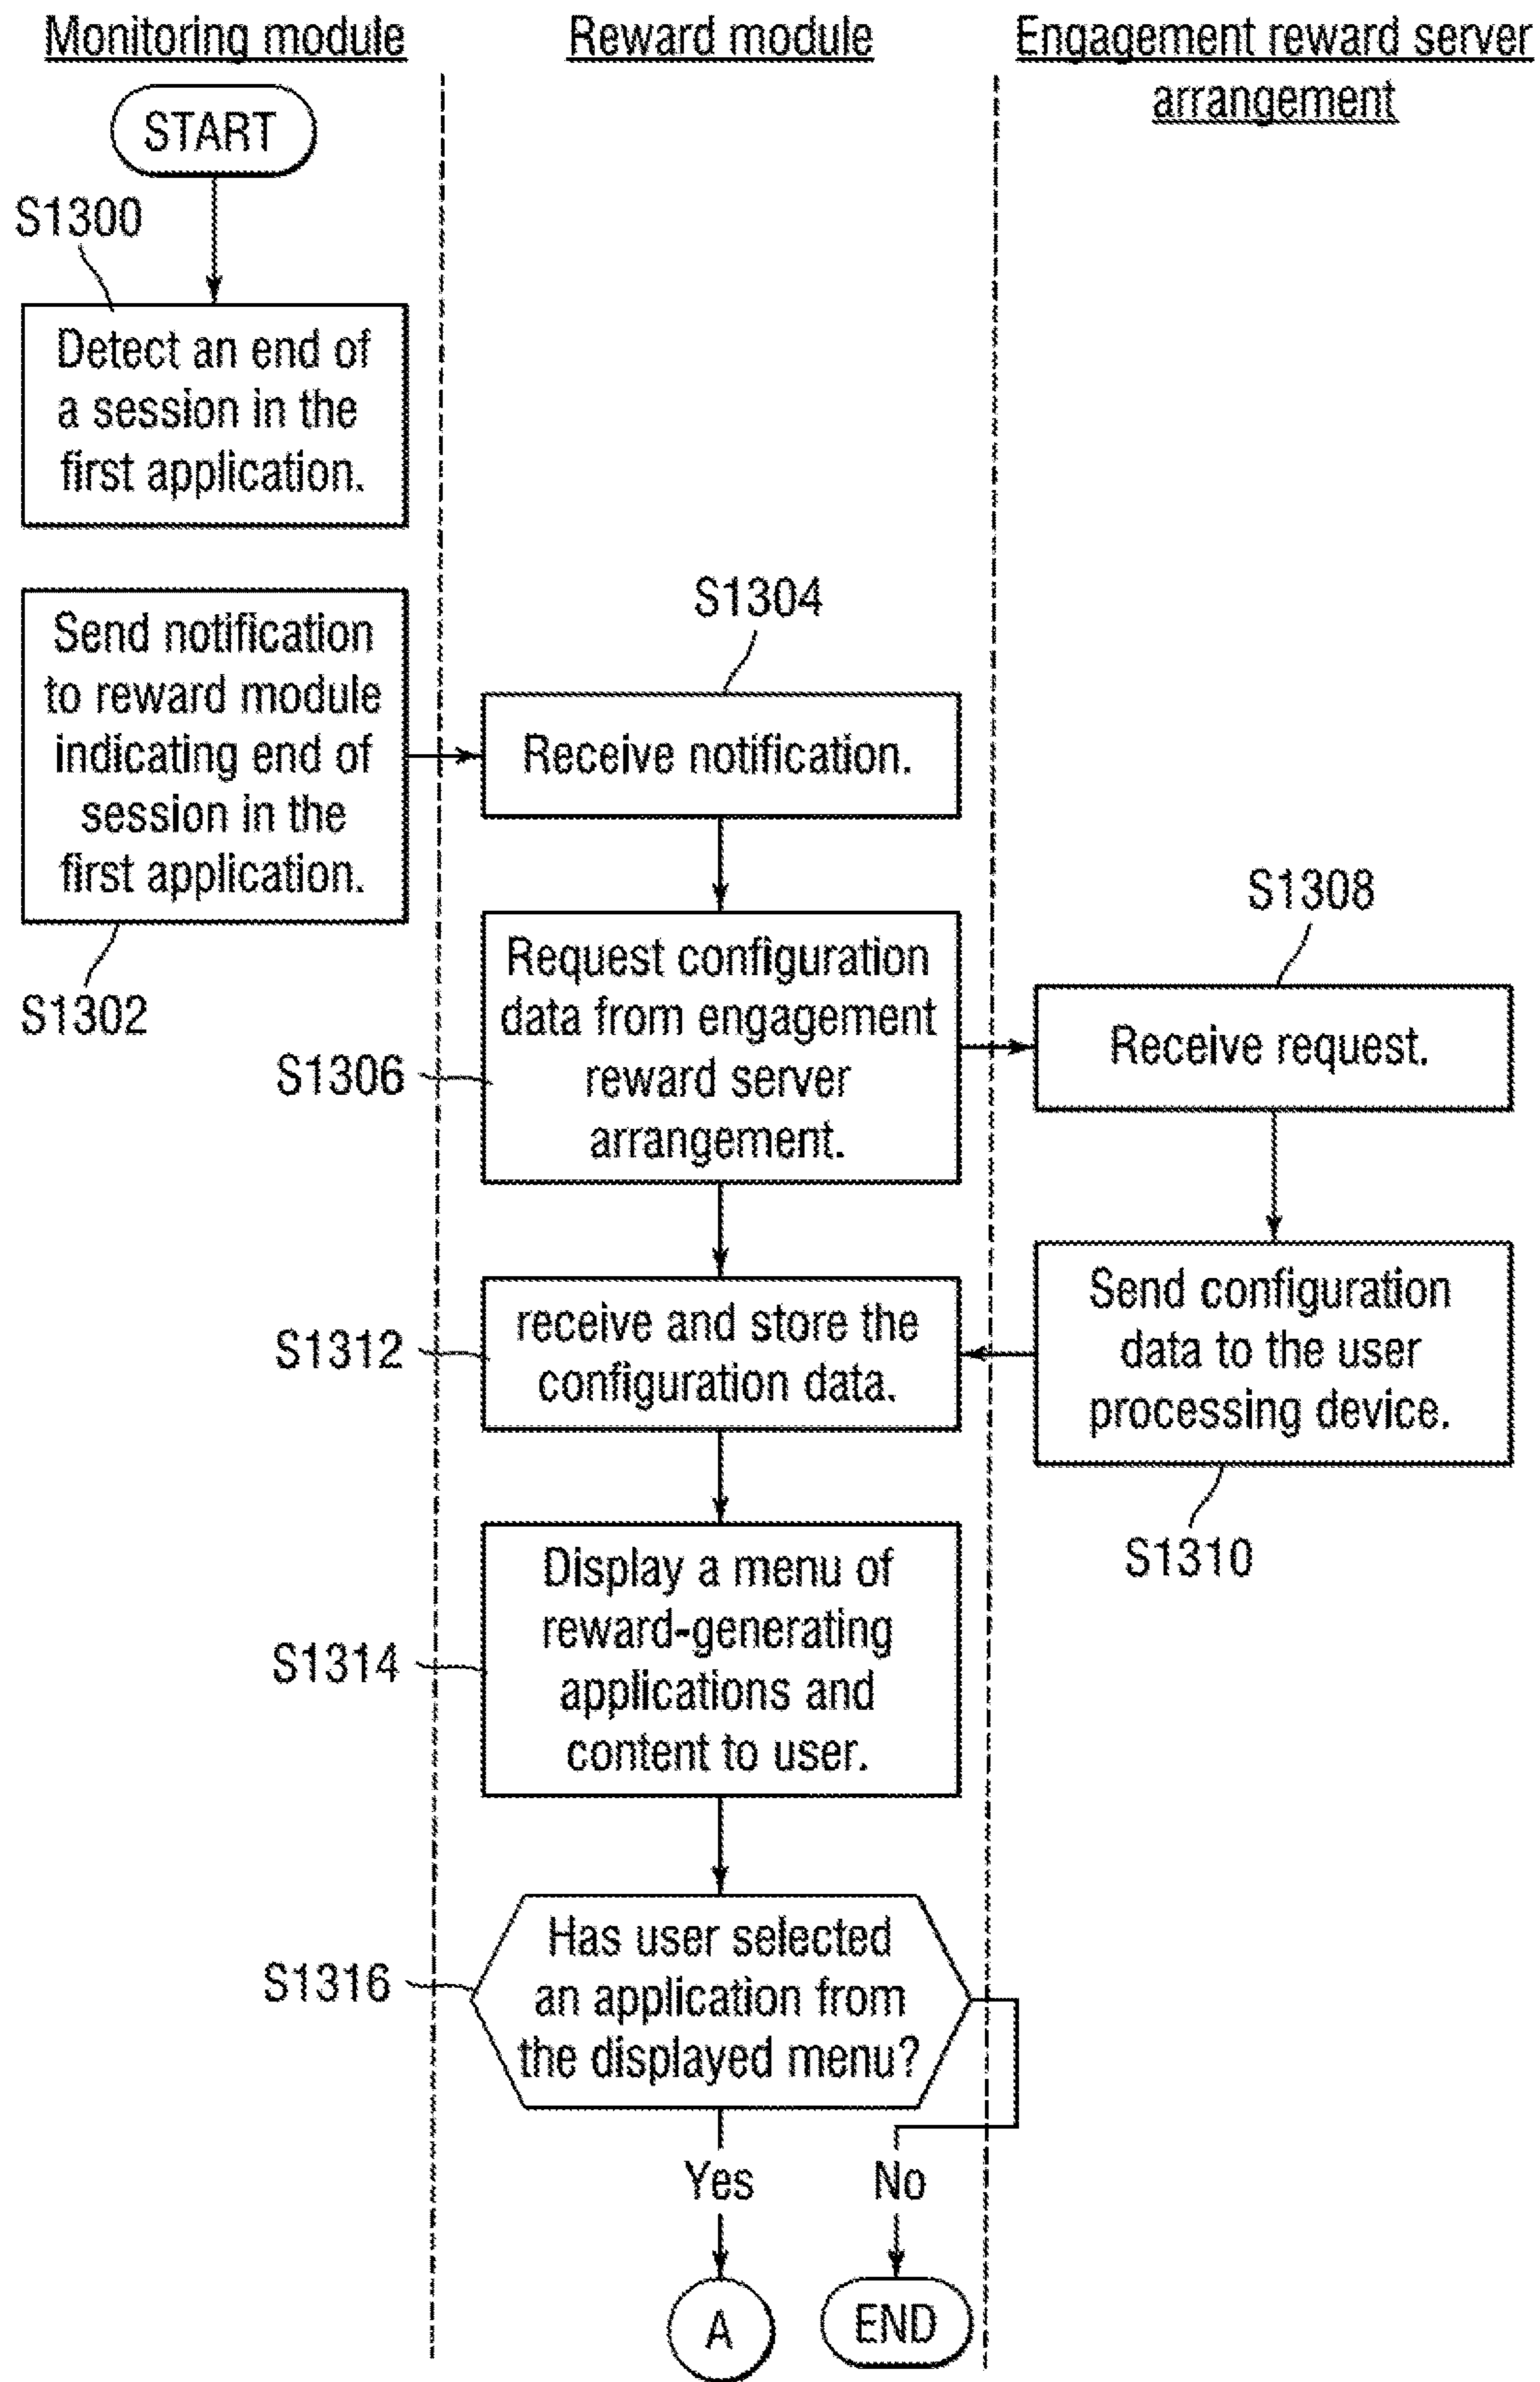 Monitoring module
Reward module
Engagement reward server
arrangement
START
S1300
Detect an end of
a session in the
first application.
Send notification
to reward module
indicating end of
session in the
first application.
S1302
S1304
Receive notification.
S1306
Request configuration
data from engagement
reward server
arrangement.
S1308
Receive request.
Send configuration
data to the user
processing device.
S1310
S1312
receive and store the
configuration data.
S1314
Display a menu of
reward-generating
applications and
content to user.
S1316
Has user selected
an application from
the displayed menu?
Yes
No
A
END